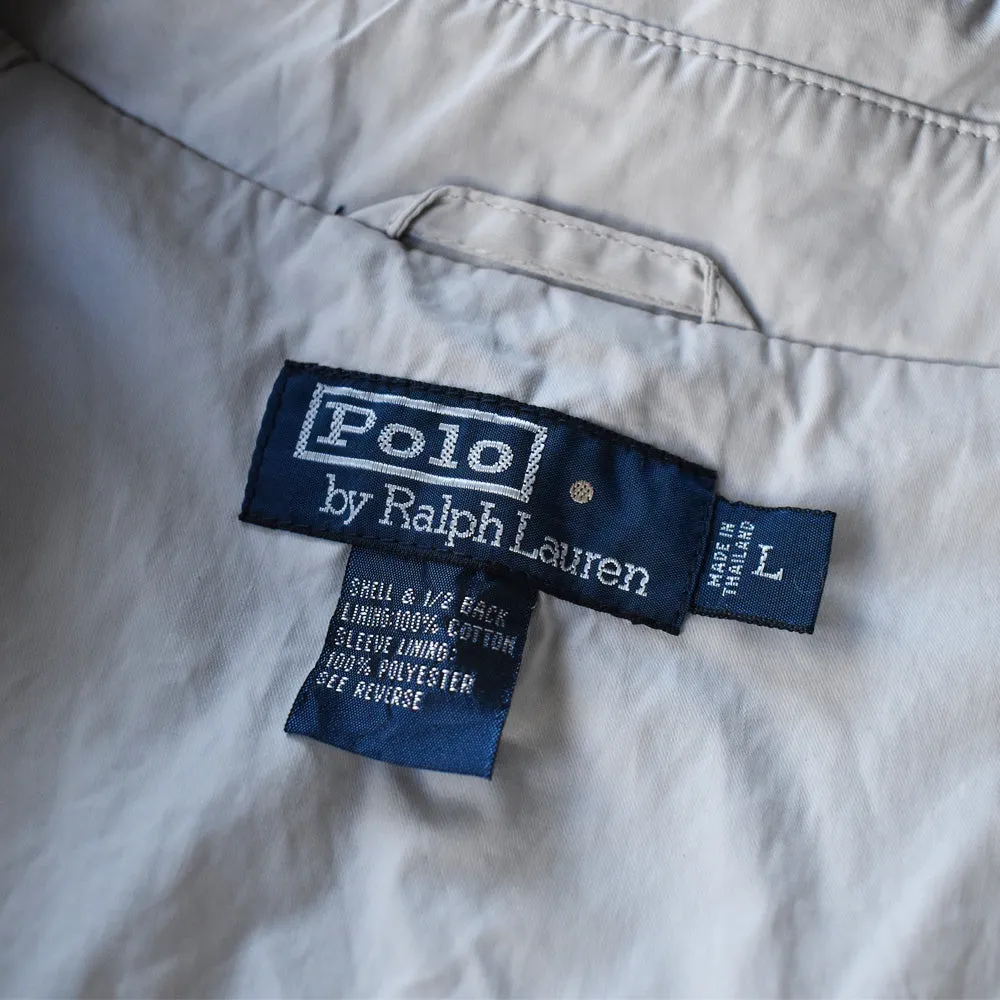 Polo
by Ralph Lauren
MADE IN
THAILAND
L
SHELL & 1/2 BACK
LINING:100% COTTON
SLEEVE LINING:
100% POLYESTER
SEE REVERSE